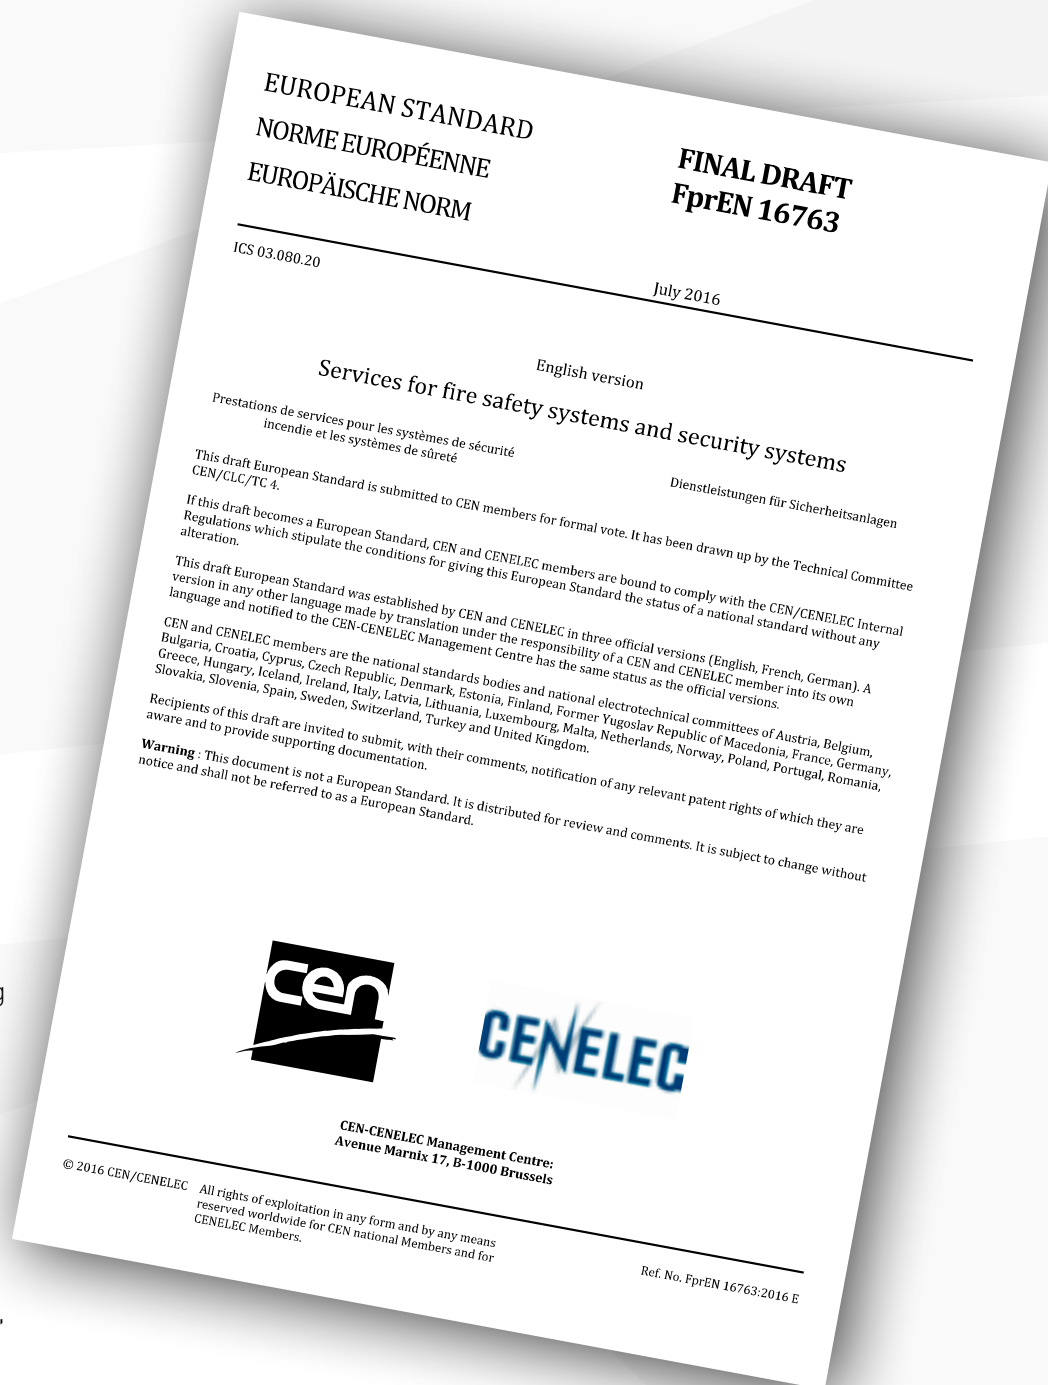 EUROPEAN STANDARD
NORME EUROPÉENNE
EUROPÄISCHE NORM
FINAL DRAFT
FprEN 16763
ICS 03.080.20
July 2016
English version
Services for fire safety systems and security systems
Prestations de services pour les systèmes de sécurité
incendie et les systèmes de sûreté
Dienstleistungen für Sicherheitsanlagen
This draft European Standard is submitted to CEN members for formal vote. It has been drawn up by the Technical Committee
CEN/CLC/TC 4.
If this draft becomes a European Standard, CEN and CENELEC members are bound to comply with the CEN/CENELEC Internal
Regulations which stipulate the conditions for giving this European Standard the status of a national standard without any
alteration.
This draft European Standard was established by CEN and CENELEC in three official versions (English, French, German). A
version in any other language made by translation under the responsibility of a CEN and CENELEC member into its own
language and notified to the CEN-CENELEC Management Centre has the same status as the official versions.
CEN and CENELEC members are the national standards bodies and national electrotechnical committees of Austria, Belgium,
Bulgaria, Croatia, Cyprus, Czech Republic, Denmark, Estonia, Finland, Former Yugoslav Republic of Macedonia, France, Germany,
Greece, Hungary, Iceland, Ireland, Italy, Latvia, Lithuania, Luxembourg, Malta, Netherlands, Norway, Poland, Portugal, Romania,
Slovakia, Slovenia, Spain, Sweden, Switzerland, Turkey and United Kingdom.
Recipients of this draft are invited to submit, with their comments, notification of any relevant patent rights of which they are
aware and to provide supporting documentation.
Warning : This document is not a European Standard. It is distributed for review and comments. It is subject to change without
notice and shall not be referred to as a European Standard.
cen
CENELEC
CEN-CENELEC Management Centre:
Avenue Marnix 17, B-1000 Brussels
© 2016 CEN/CENELEC
All rights of exploitation in any form and by any means
reserved worldwide for CEN national Members and for
CENELEC Members.
Ref. No. FprEN 16763:2016 E